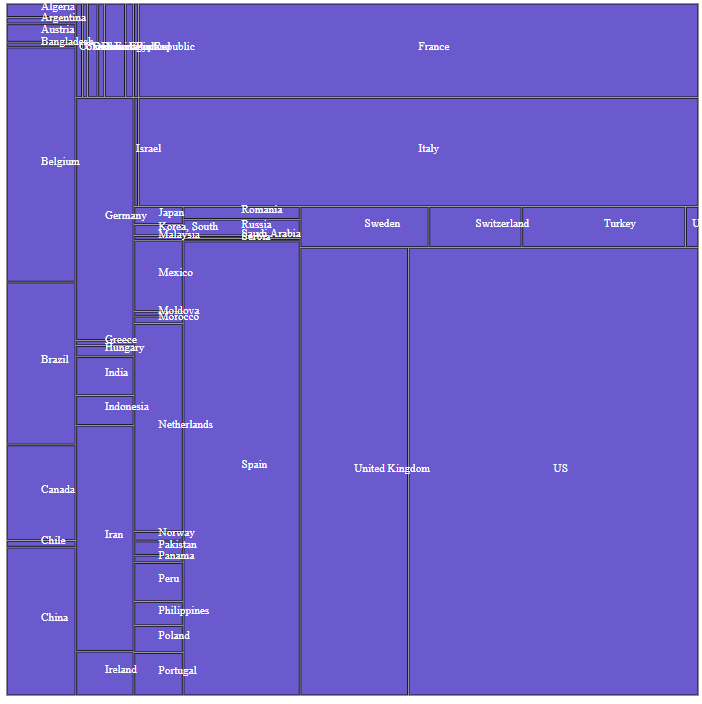 Algeria
Argentina
Austria
Bangladesh
Belgium
Brazil
Canada
Chile
China
Republic
Germany
Greece
Hungary
India
Indonesia
Iran
Ireland
France
Israel
Italy
Japan
Korea, South
Malaysia
Mexico
Moldova
Morocco
Netherlands
Norway
Pakistan
Panama
Peru
Philippines
Poland
Portugal
Romania
Russia
Saudi Arabia
Serbia
Spain
Sweden
Switzerland
Turkey
U
United Kingdom
US